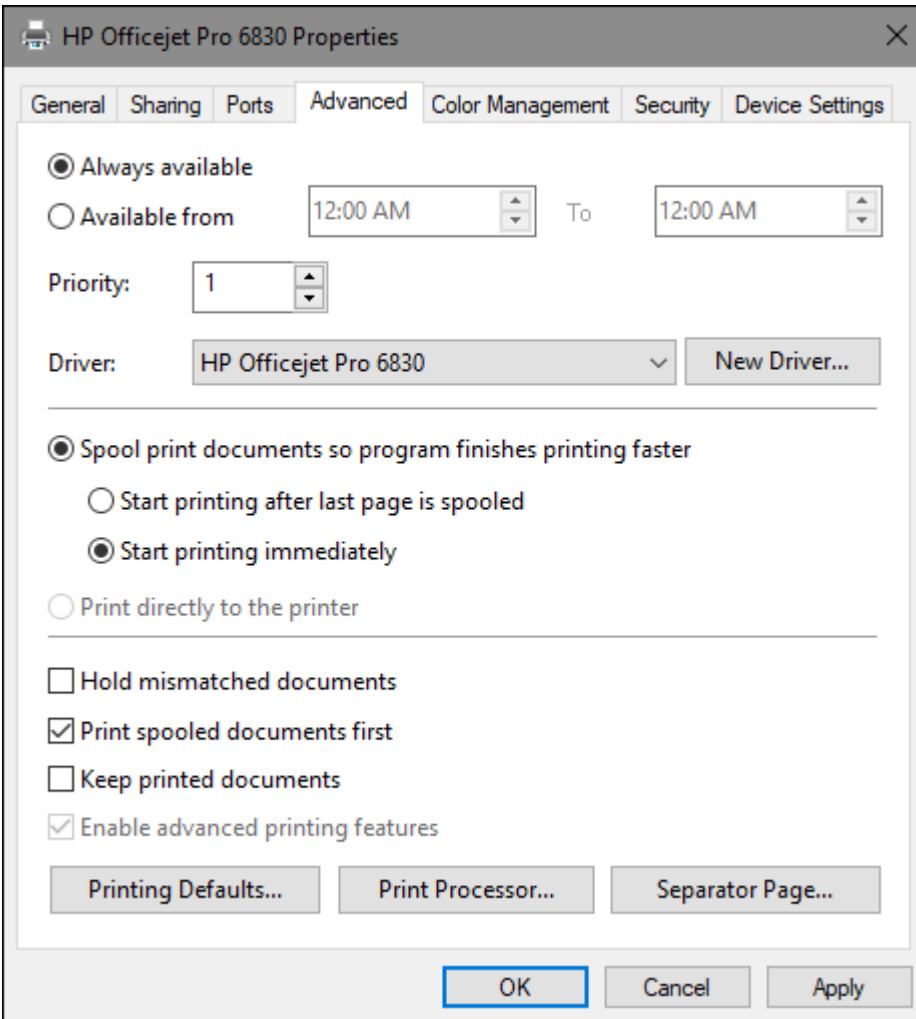 HP Officejet Pro 6830 Properties
General Sharing Ports Advanced Color Management Security Device Settings
Always available
Available from 12:00 AM To 12:00 AM
Priority: 1
Driver: HP Officejet Pro 6830 New Driver...
Spool print documents so program finishes printing faster
Start printing after last page is spooled
Start printing immediately
Print directly to the printer
Hold mismatched documents
Print spooled documents first
Keep printed documents
Enable advanced printing features
Printing Defaults... Print Processor... Separator Page...
OK Cancel Apply